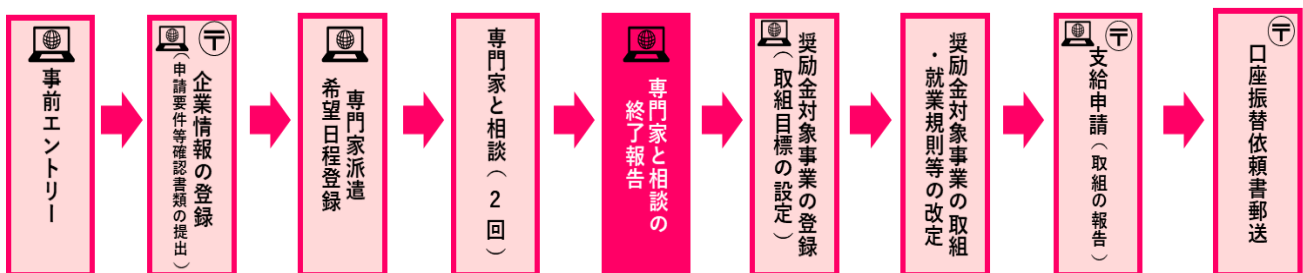 事前エントリー
〒
企業情報の登録
（申請要件等確認書類の提出）
専門家派遣
希望日程登録
専門家と相談（２回）
専門家と相談の
終了報告
奨励金対象事業の登録
（取組目標の設定）
奨励金対象事業の取組
・就業規則等の改定
〒
支給申請（取組の報告）
〒
口座振替依頼書郵送